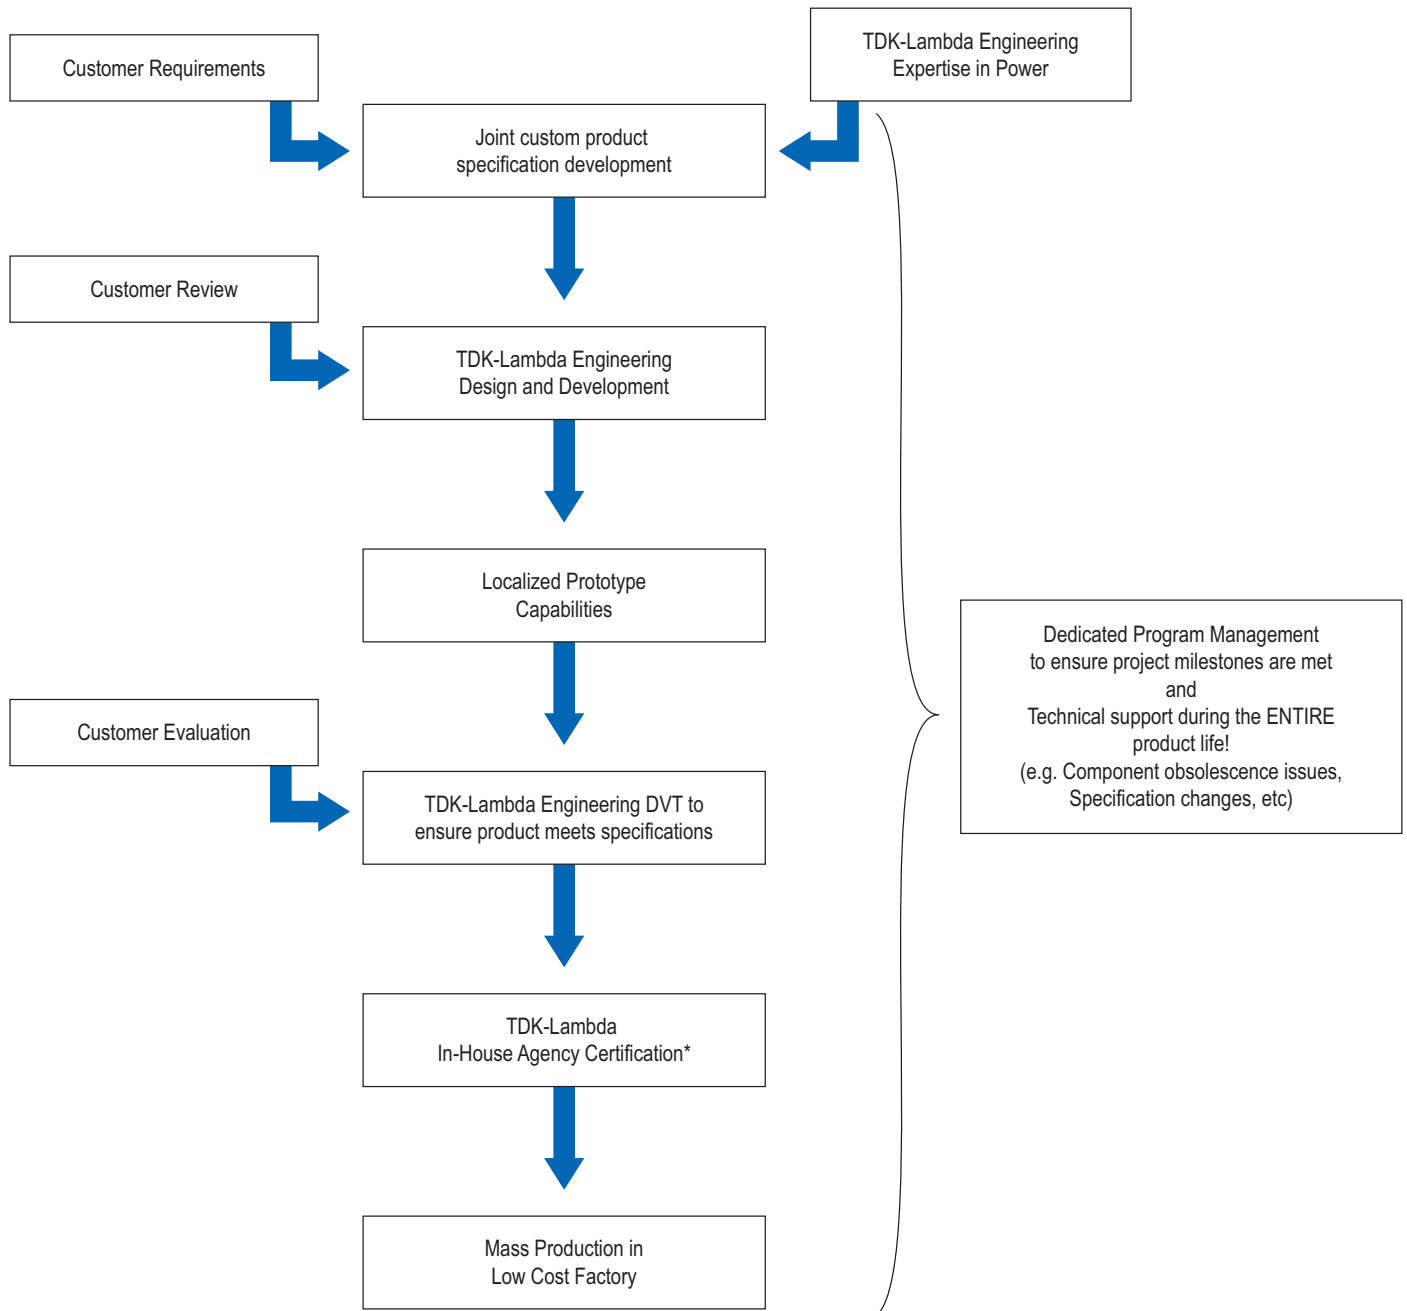 TDK-Lambda Engineering
Expertise in Power
Customer Requirements
Joint custom product
specification development
Customer Review
TDK-Lambda Engineering
Design and Development
Localized Prototype
Capabilities
Dedicated Program Management
to ensure project milestones are met
and
Technical support during the ENTIRE
product life!
(e.g. Component obsolescence issues,
Specification changes, etc)
Customer Evaluation
TDK-Lambda Engineering DVT to
ensure product meets specifications
TDK-Lambda
In-House Agency Certification*
Mass Production in
Low Cost Factory